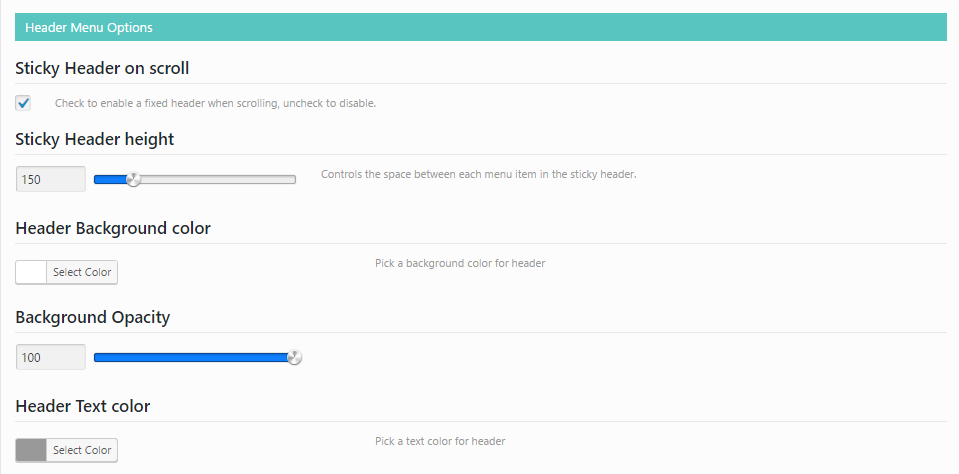 Header Menu Options
Sticky Header on scroll
Check to enable a fixed header when scrolling, uncheck to disable.
Sticky Header height
150
Controls the space between each menu item in the sticky header.
Header Background color
Select Color
Pick a background color for header
Background Opacity
100
Header Text color
Select Color
Pick a text color for header